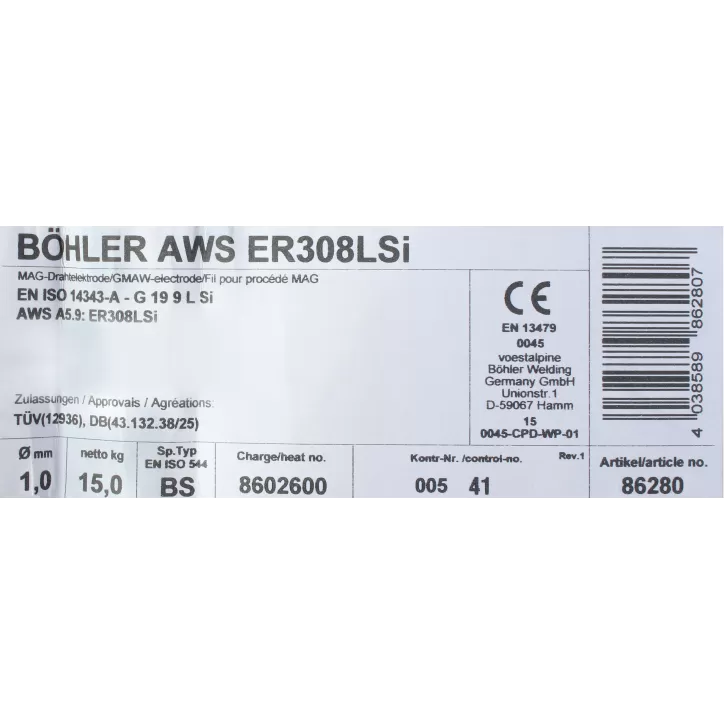 BÖHLER AWS ER308LSi
MAG-Drahtelektrode/GMAW-electrode/Fil pour procédé MAG
EN ISO 14343-A - G 19 9 L Si
AWS A5.9: ER308LSi
Zulassungen / Approvals / Agréations:
TÜV(12936), DB(43.132.38/25)
CE
EN 13479
0045
voestalpine
Böhler Welding
Germany GmbH
Unionstr.1
D-59067 Hamm
15
0045-CPD-WP-01
4 038589 862807
Ø mm
1,0
netto kg
15,0
Sp.Typ
EN ISO 544
BS
Charge/heat no.
8602600
Kontr-Nr. /control-no. Rev.1
005 41
Artikel/article no.
86280